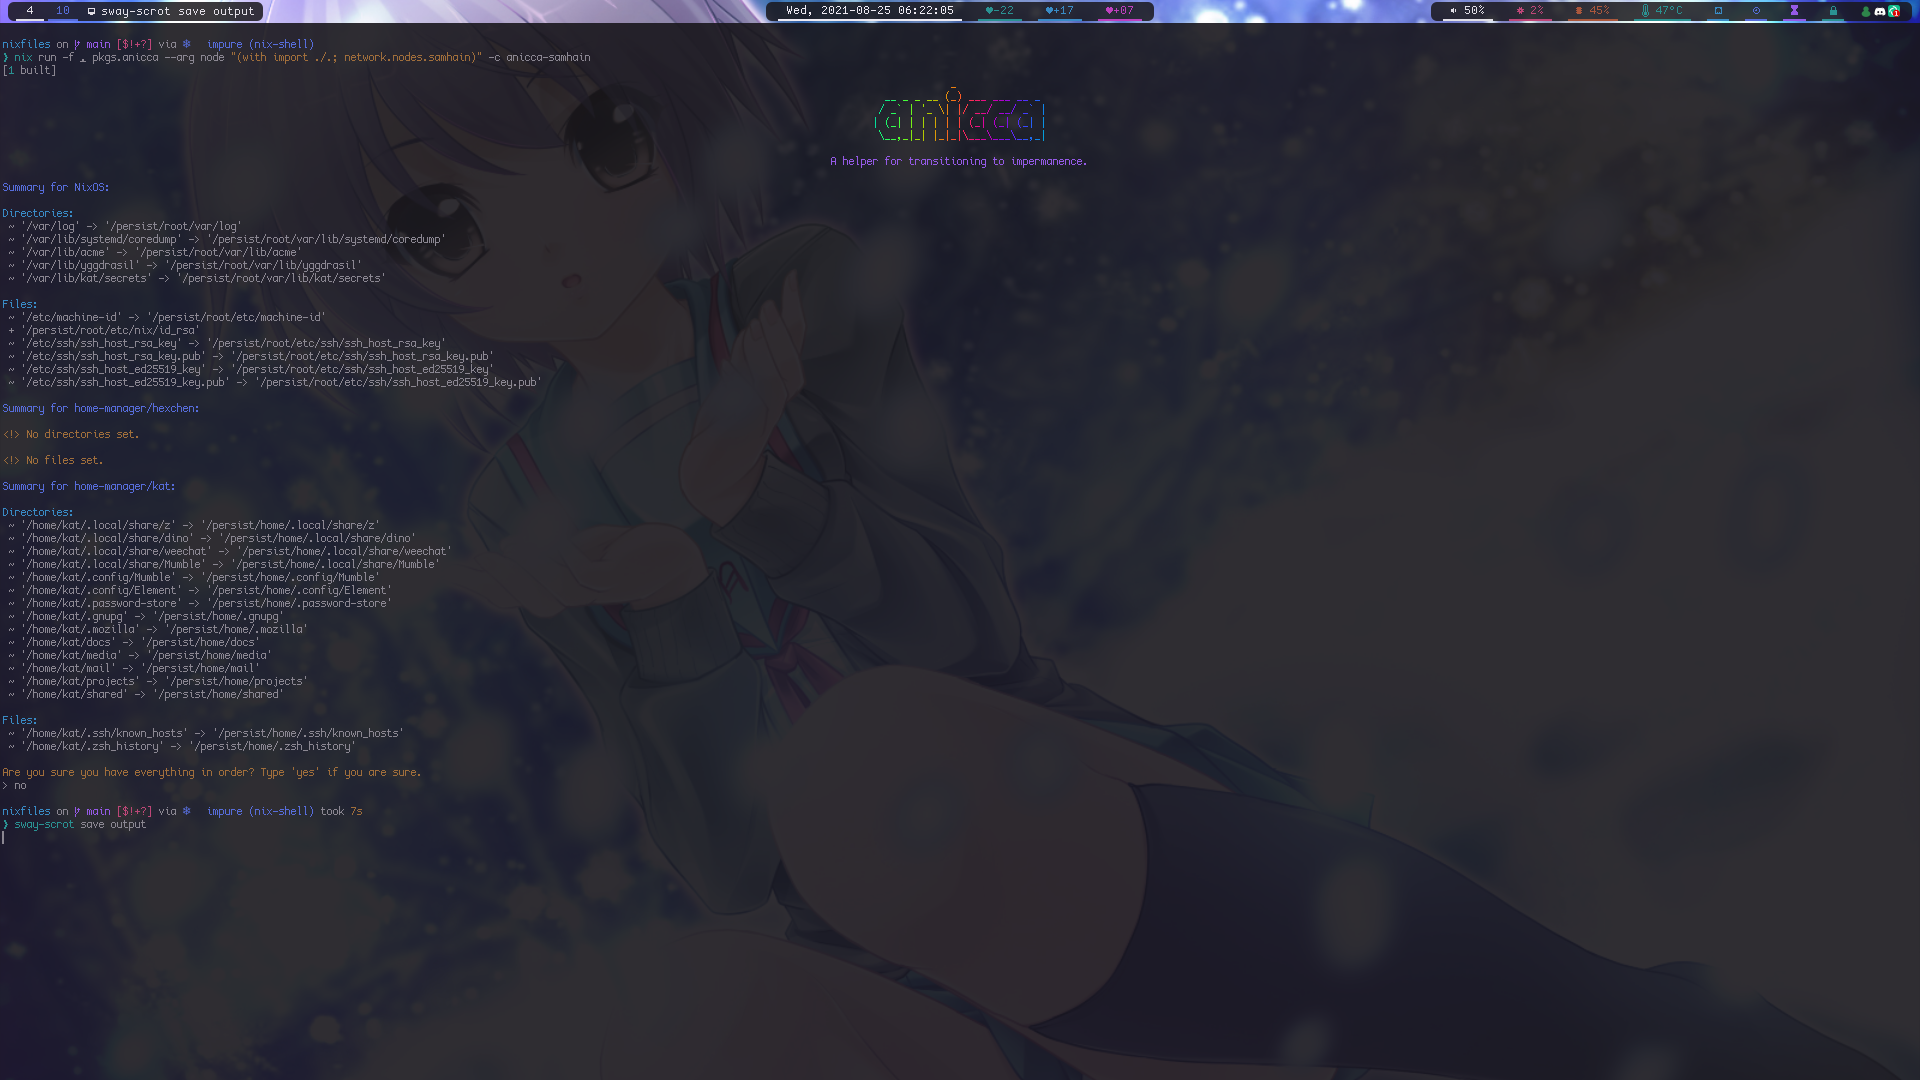 4 10 sway-scrot save output Wed, 2021-08-25 06:22:05 -22 +17 +07 50% 2% 45% 47°C
nixfiles on main [$!+?] via impure (nix-shell)
❯ nix run -f . pkgs.anicca --arg node "(with import ./.; network.nodes.samhain)" -c anicca-samhain
[1 built]
anicca
A helper for transitioning to impermanence.
Summary for NixOS:
Directories:
~ '/var/log' -> '/persist/root/var/log'
~ '/var/lib/systemd/coredump' -> '/persist/root/var/lib/systemd/coredump'
~ '/var/lib/acme' -> '/persist/root/var/lib/acme'
~ '/var/lib/yggdrasil' -> '/persist/root/var/lib/yggdrasil'
~ '/var/lib/kat/secrets' -> '/persist/root/var/lib/kat/secrets'
Files:
~ '/etc/machine-id' -> '/persist/root/etc/machine-id'
+ '/persist/root/etc/nix/id_rsa'
~ '/etc/ssh/ssh_host_rsa_key' -> '/persist/root/etc/ssh/ssh_host_rsa_key'
~ '/etc/ssh/ssh_host_rsa_key.pub' -> '/persist/root/etc/ssh/ssh_host_rsa_key.pub'
~ '/etc/ssh/ssh_host_ed25519_key' -> '/persist/root/etc/ssh/ssh_host_ed25519_key'
~ '/etc/ssh/ssh_host_ed25519_key.pub' -> '/persist/root/etc/ssh/ssh_host_ed25519_key.pub'
Summary for home-manager/hexchen:
<!> No directories set.
<!> No files set.
Summary for home-manager/kat:
Directories:
~ '/home/kat/.local/share/z' -> '/persist/home/.local/share/z'
~ '/home/kat/.local/share/dino' -> '/persist/home/.local/share/dino'
~ '/home/kat/.local/share/weechat' -> '/persist/home/.local/share/weechat'
~ '/home/kat/.local/share/Mumble' -> '/persist/home/.local/share/Mumble'
~ '/home/kat/.config/Mumble' -> '/persist/home/.config/Mumble'
~ '/home/kat/.config/Element' -> '/persist/home/.config/Element'
~ '/home/kat/.password-store' -> '/persist/home/.password-store'
~ '/home/kat/.gnupg' -> '/persist/home/.gnupg'
~ '/home/kat/.mozilla' -> '/persist/home/.mozilla'
~ '/home/kat/docs' -> '/persist/home/docs'
~ '/home/kat/media' -> '/persist/home/media'
~ '/home/kat/mail' -> '/persist/home/mail'
~ '/home/kat/projects' -> '/persist/home/projects'
~ '/home/kat/shared' -> '/persist/home/shared'
Files:
~ '/home/kat/.ssh/known_hosts' -> '/persist/home/.ssh/known_hosts'
~ '/home/kat/.zsh_history' -> '/persist/home/.zsh_history'
Are you sure you have everything in order? Type 'yes' if you are sure.
> no
nixfiles on main [$!+?] via impure (nix-shell) took 7s
❯ sway-scrot save output